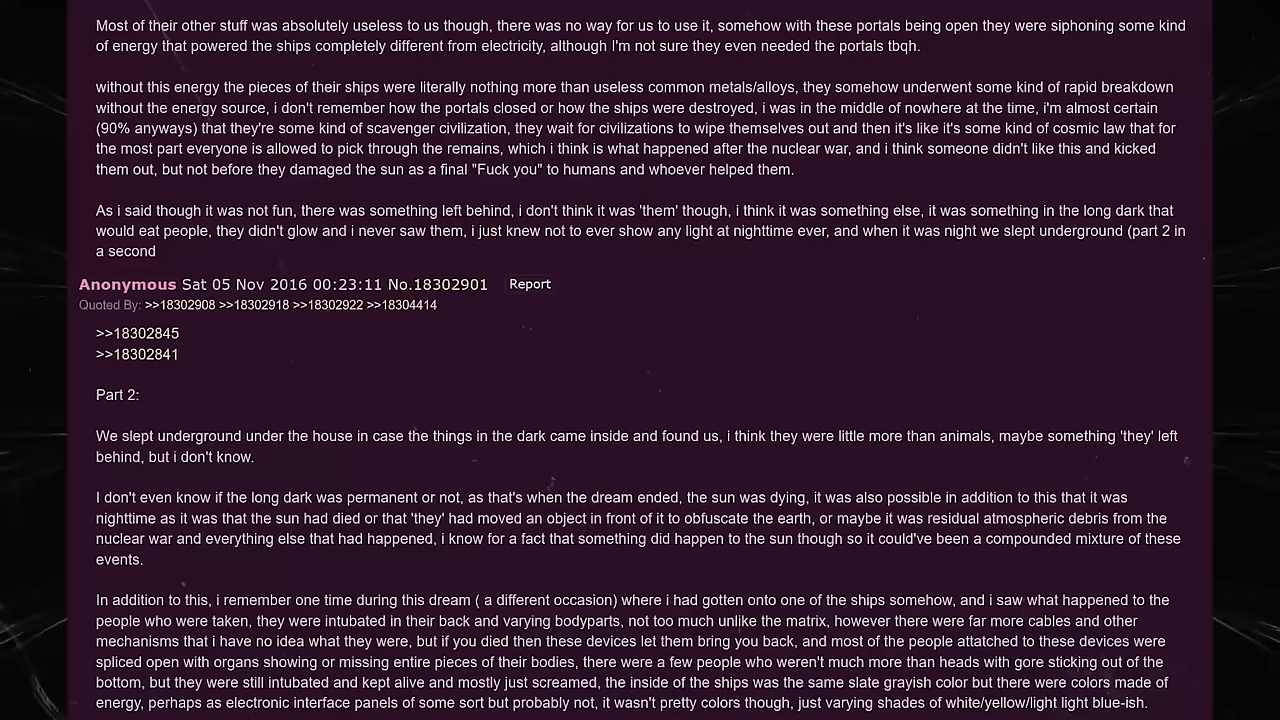 Most of their other stuff was absolutely useless to us though, there was no way for us to use it, somehow with these portals being open they were siphoning some kind
of energy that powered the ships completely different from electricity, although I'm not sure they even needed the portals tbqh.
without this energy the pieces of their ships were literally nothing more than useless common metals/alloys, they somehow underwent some kind of rapid breakdown
without the energy source, i don't remember how the portals closed or how the ships were destroyed, i was in the middle of nowhere at the time, i'm almost certain
(90% anyways) that they're some kind of scavenger civilization, they wait for civilizations to wipe themselves out and then it's like it's some kind of cosmic law that for
the most part everyone is allowed to pick through the remains, which i think is what happened after the nuclear war, and i think someone didn't like this and kicked
them out, but not before they damaged the sun as a final "Fuck you" to humans and whoever helped them.
As i said though it was not fun, there was something left behind, i don't think it was 'them' though, i think it was something else, it was something in the long dark that
would eat people, they didn't glow and i never saw them, i just knew not to ever show any light at nighttime ever, and when it was night we slept underground (part 2 in
a second
Anonymous Sat 05 Nov 2016 00:23:11 No.18302901 Report
Quoted By: >>18302908 >>18302918 >>18302922 >>18304414
>>18302845
>>18302841
Part 2:
We slept underground under the house in case the things in the dark came inside and found us, i think they were little more than animals, maybe something 'they' left
behind, but i don't know.
I don't even know if the long dark was permanent or not, as that's when the dream ended, the sun was dying, it was also possible in addition to this that it was
nighttime as it was that the sun had died or that 'they' had moved an object in front of it to obfuscate the earth, or maybe it was residual atmospheric debris from the
nuclear war and everything else that had happened, i know for a fact that something did happen to the sun though so it could've been a compounded mixture of these
events.
In addition to this, i remember one time during this dream ( a different occasion) where i had gotten onto one of the ships somehow, and i saw what happened to the
people who were taken, they were intubated in their back and varying bodyparts, not too much unlike the matrix, however there were far more cables and other
mechanisms that i have no idea what they were, but if you died then these devices let them bring you back, and most of the people attatched to these devices were
spliced open with organs showing or missing entire pieces of their bodies, there were a few people who weren't much more than heads with gore sticking out of the
bottom, but they were still intubated and kept alive and mostly just screamed, the inside of the ships was the same slate grayish color but there were colors made of
energy, perhaps as electronic interface panels of some sort but probably not, it wasn't pretty colors though, just varying shades of white/yellow/light light blue-ish.